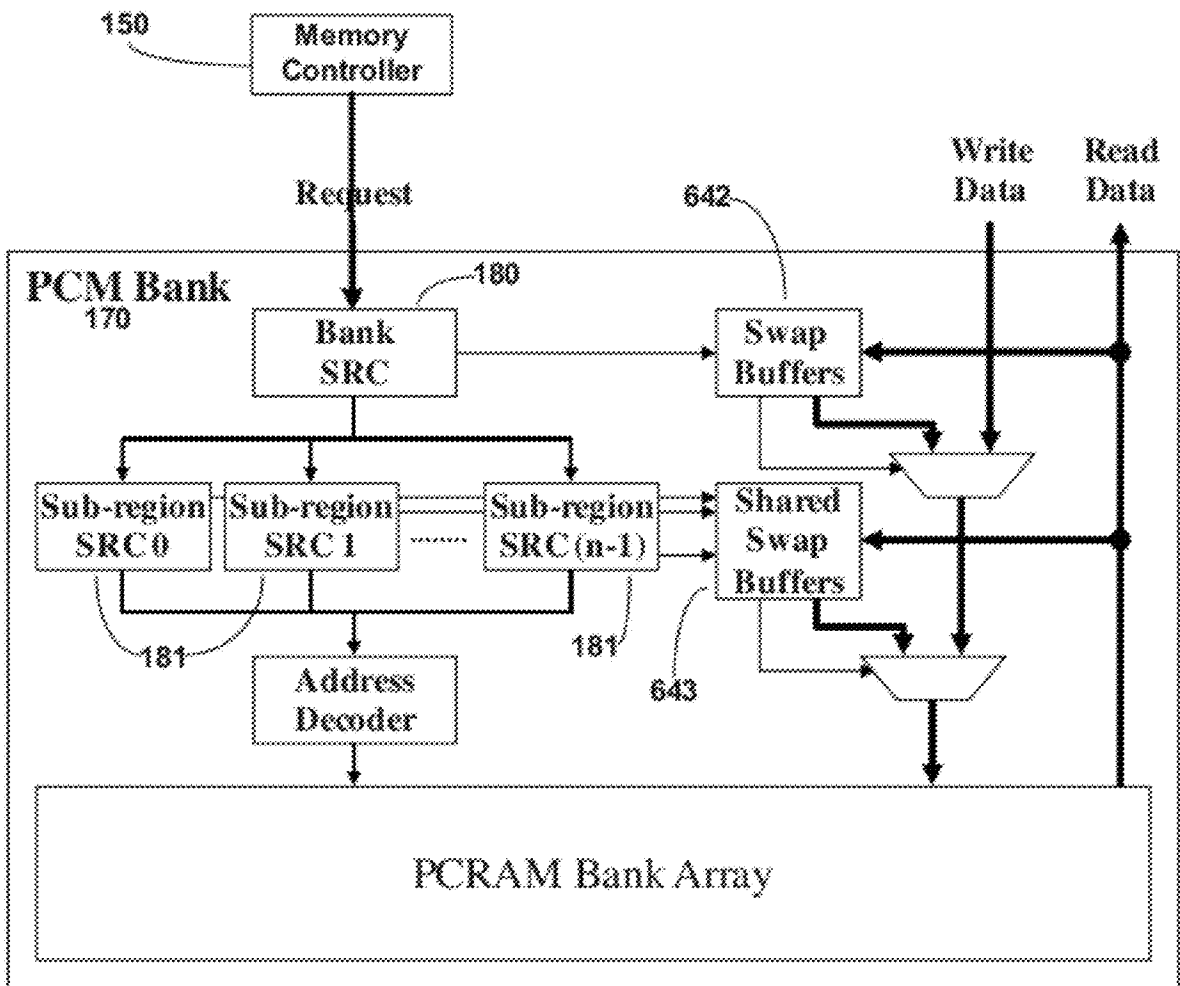 150
Memory
Controller
Request
Write
Data
Read
Data
642
PCM Bank
170
180
Bank
SRC
Swap
Buffers
Sub-region
SRC 0
Sub-region
SRC 1
........
Sub-region
SRC (n-1)
Shared
Swap
Buffers
181
181
643
Address
Decoder
PCRAM Bank Array